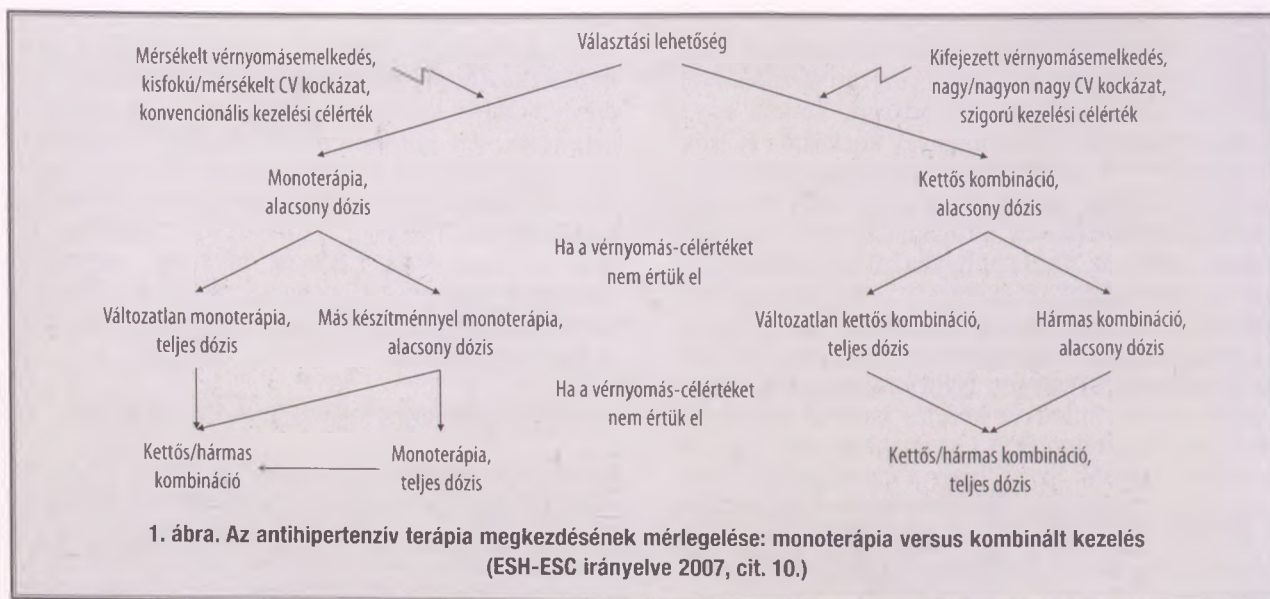 Választási lehetőség
Mérsékelt vérnyomásemelkedés,
kisfokú/mérsékelt CV kockázat,
konvencionális kezelési célérték
Kifejezett vérnyomásemelkedés,
nagy/nagyon nagy CV kockázat,
szigorú kezelési célérték
Monoterápia,
alacsony dózis
Kettős kombináció,
alacsony dózis
Ha a vérnyomás-célértéket
nem értük el
Változatlan monoterápia,
teljes dózis
Más készítménnyel monoterápia,
alacsony dózis
Változatlan kettős kombináció,
teljes dózis
Hármas kombináció,
alacsony dózis
Ha a vérnyomás-célértéket
nem értük el
Kettős/hármas
kombináció
Monoterápia,
teljes dózis
Kettős/hármas kombináció,
teljes dózis
1. ábra. Az antihipertenzív terápia megkezdésének mérlegelése: monoterápia versus kombinált kezelés
(ESH-ESC irányelve 2007, cit. 10.)